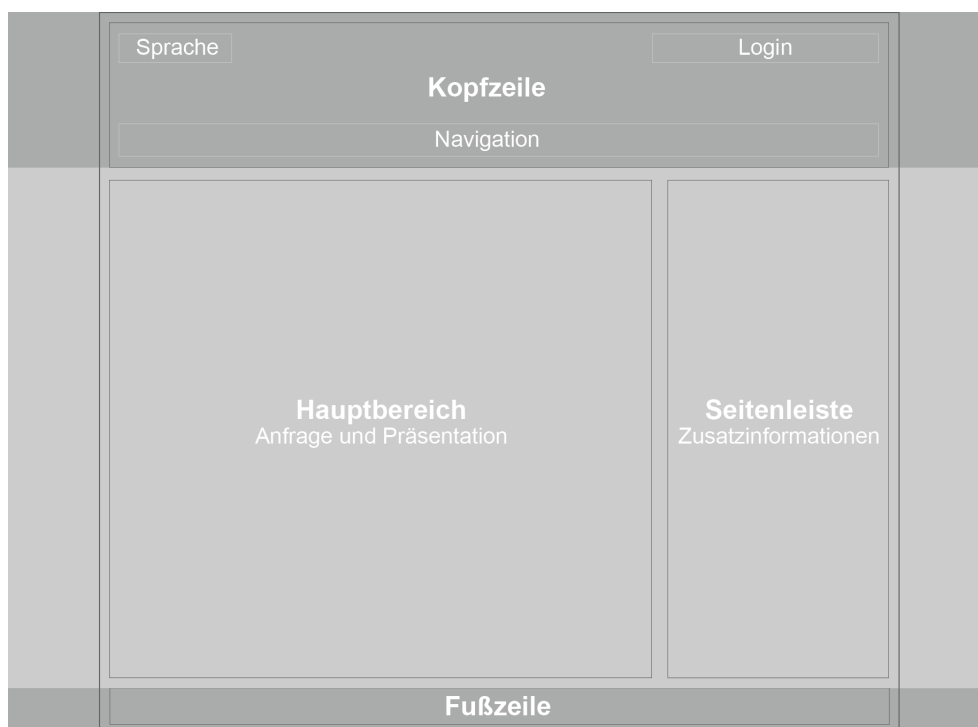 Sprache
Login
Kopfzeile
Navigation
Hauptbereich
Anfrage und Präsentation
Seitenleiste
Zusatzinformationen
Fußzeile